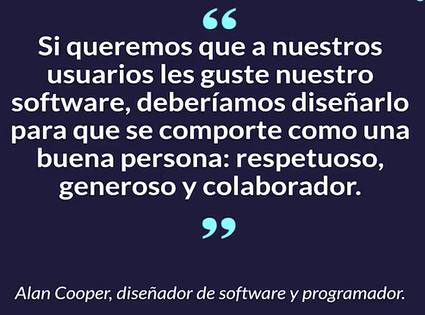 “
Si queremos que a nuestros
usuarios les guste nuestro
software, deberíamos diseñarlo
para que se comporte como una
buena persona: respetuoso,
generoso y colaborador.
”
Alan Cooper, diseñador de software y programador.